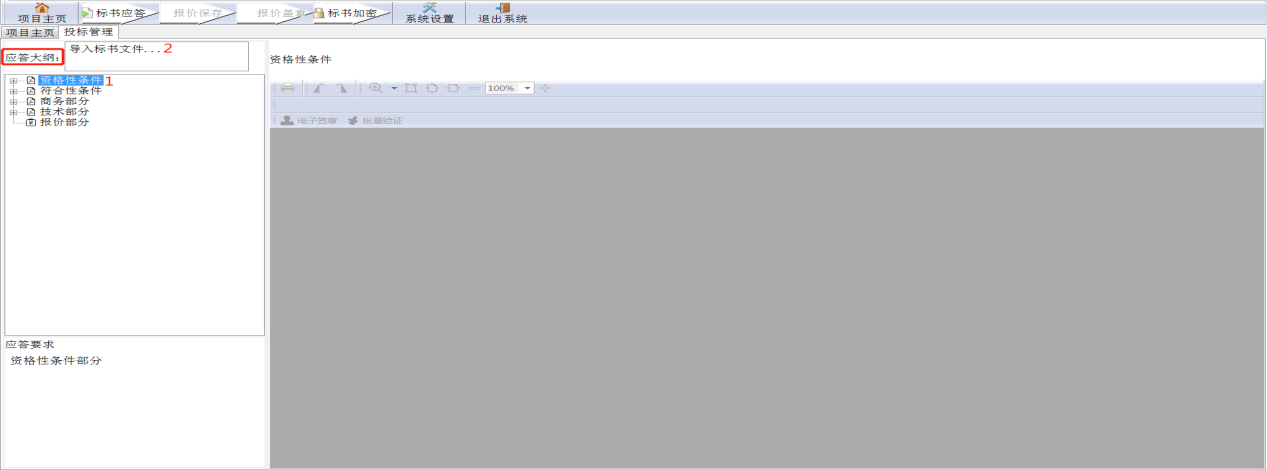 项目主页 标书应答 报价保存 报价盖章 标书加密 系统设置 退出系统
项目主页 投标管理
应答大纲: 导入标书文件...2
资格性条件 1
符合性条件
商务部分
技术部分
报价部分
应答要求
资格性条件部分
资格性条件
100%
电子签章 批量验证